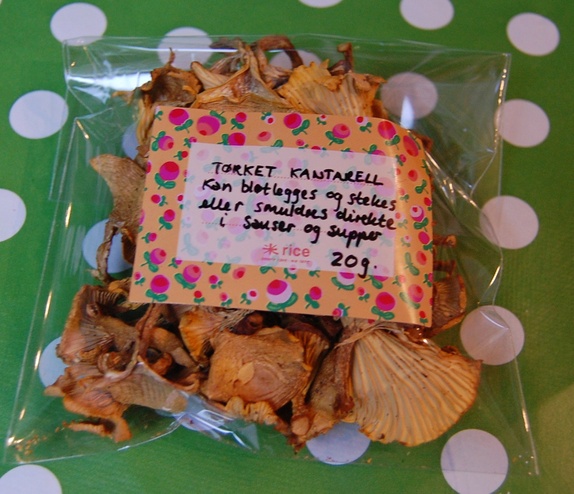 TØRKET KANTARELL
Kan bløtlegges og stekes
eller smuldres direkte
i sauser og supper
rice
20g.